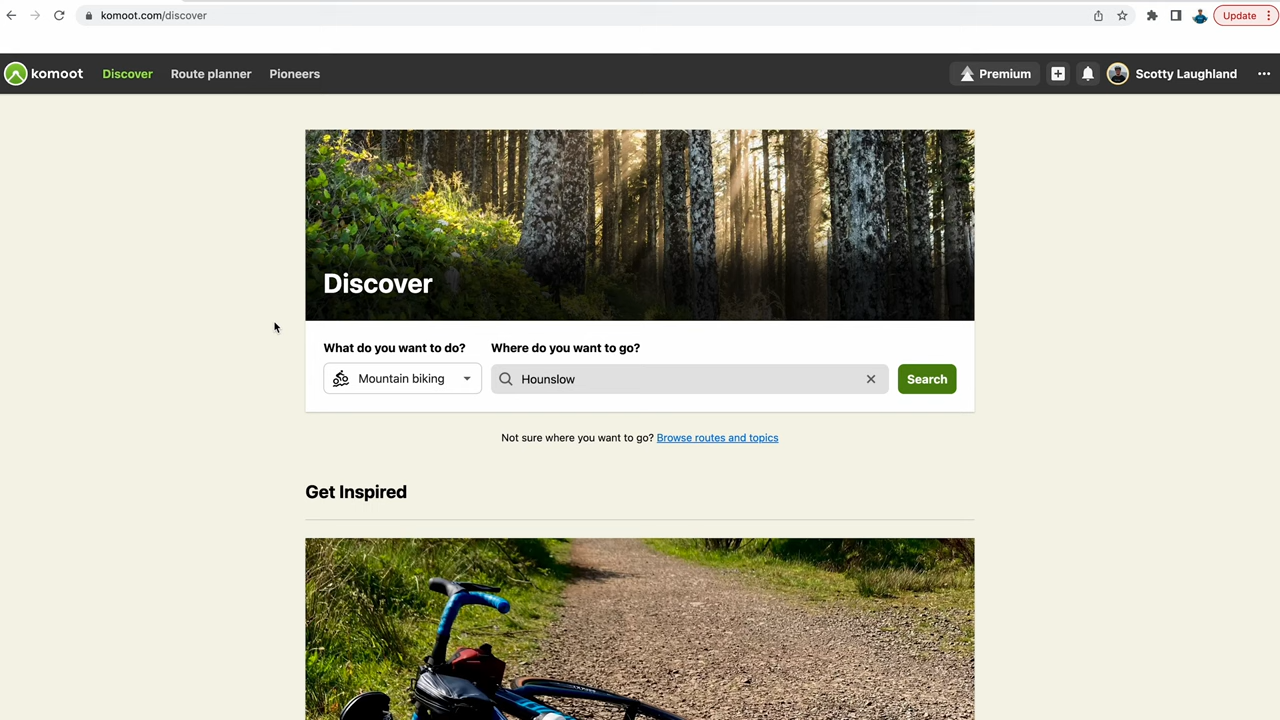 komoot.com/discover
Update
komoot
Discover
Route planner
Pioneers
Premium
Scotty Laughland
Discover
What do you want to do?
Where do you want to go?
Mountain biking
Hounslow
Search
Not sure where you want to go? Browse routes and topics
Get Inspired